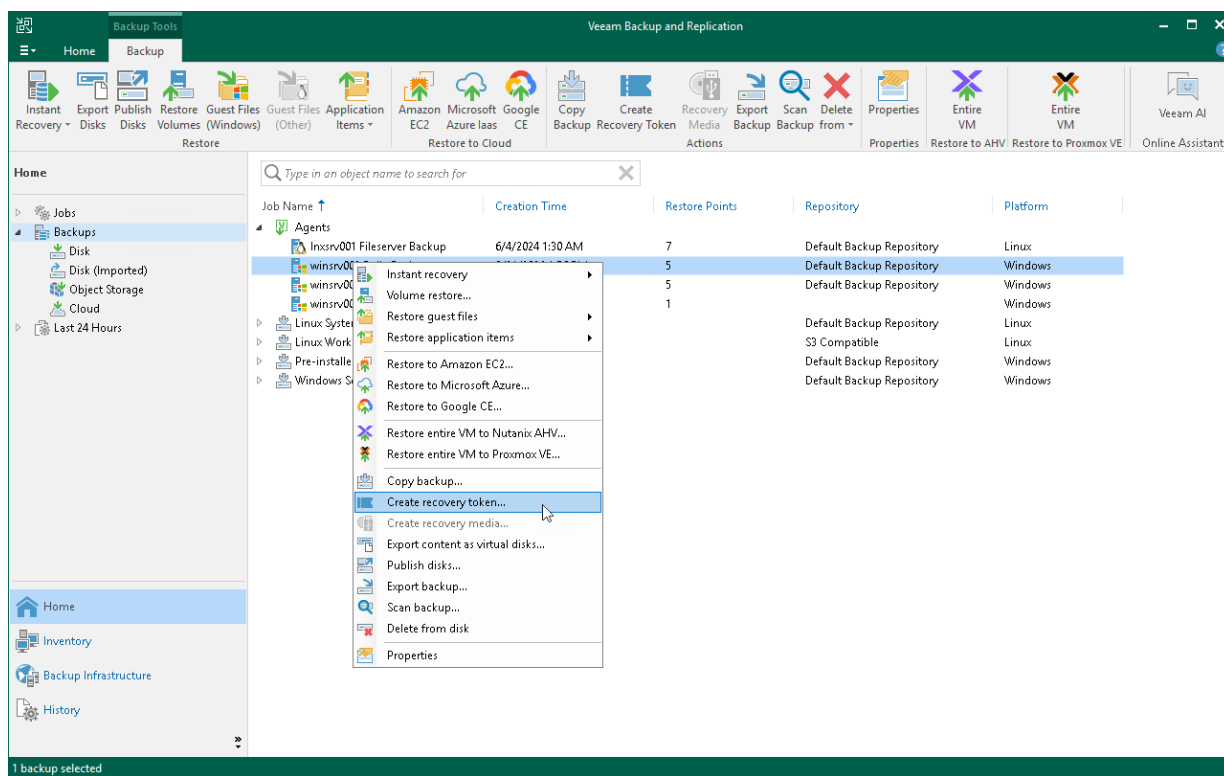 Backup Tools
Veeam Backup and Replication
Home Backup
Instant Recovery
Export Disks
Publish Disks
Restore Volumes
Guest Files (Windows)
Guest Files (Other)
Application Items
Restore
Amazon EC2
Microsoft Azure Iaas
Google CE
Restore to Cloud
Copy Backup
Create Recovery Token
Recovery Media
Export Backup
Scan Backup
Delete from
Actions
Properties
Properties
Entire VM
Restore to AHV
Entire VM
Restore to Proxmox VE
Veeam AI
Online Assistant
Home
Jobs
Backups
Disk
Disk (Imported)
Object Storage
Cloud
Last 24 Hours
Home
Inventory
Backup Infrastructure
History
Type in an object name to search for
Job Name Creation Time Restore Points Repository Platform
Agents
lnxsrv001 Fileserver Backup 6/4/2024 1:30 AM 7 Default Backup Repository Linux
5 Default Backup Repository Windows
5 Default Backup Repository Windows
1 Windows
Default Backup Repository Linux
Linux Work S3 Compatible Linux
Default Backup Repository Windows
Windows Default Backup Repository Windows
Instant recovery
Volume restore...
Restore guest files
Restore application items
Restore to Amazon EC2...
Restore to Microsoft Azure...
Restore to Google CE...
Restore entire VM to Nutanix AHV...
Restore entire VM to Proxmox VE...
Copy backup...
Create recovery token...
Create recovery media...
Export content as virtual disks...
Publish disks...
Export backup...
Scan backup...
Delete from disk
Properties
1 backup selected